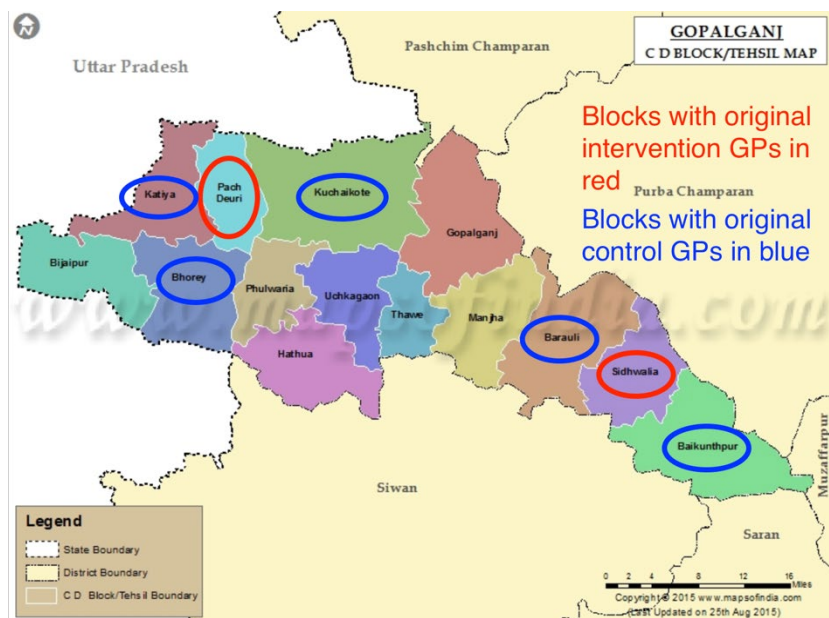 N
GOPALGANJ
C D BLOCK/TEHSIL MAP
Pashchim Champaran
Uttar Pradesh
Blocks with original
intervention GPs in
red
Purba Champaran
Blocks with original
control GPs in blue
Katiya
Pach
Deuri
Kuchaikote
Gopalganj
Bijaipur
Bhorey
Phulwaria
Uchkagaon
Thawe
Manjha
www.mapsofindia.com
Barauli
Hathua
Sidhwalia
Baikunthpur
Muzaffarpur
Siwan
Saran
Legend
State Boundary
District Boundary
C D Block/Tehsil Boundary
0 2 4 8 12 16
Miles
Copyright © 2015 www.mapsofindia.com
(Last Updated on 25th Aug 2015)